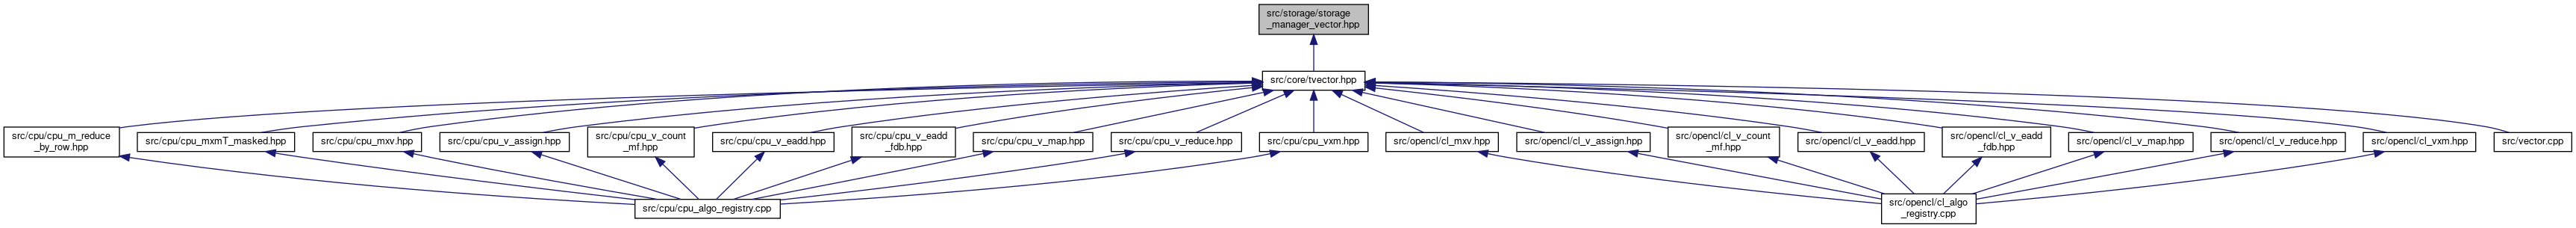 src/storage/storage
_manager_vector.hpp
src/core/tvector.hpp
src/cpu/cpu_m_reduce
_by_row.hpp
src/cpu/cpu_mxmT_masked.hpp
src/cpu/cpu_mxv.hpp
src/cpu/cpu_v_assign.hpp
src/cpu/cpu_v_count
_mf.hpp
src/cpu/cpu_v_eadd.hpp
src/cpu/cpu_v_eadd
_fdb.hpp
src/cpu/cpu_v_map.hpp
src/cpu/cpu_v_reduce.hpp
src/cpu/cpu_vxm.hpp
src/opencl/cl_mxv.hpp
src/opencl/cl_v_assign.hpp
src/opencl/cl_v_count
_mf.hpp
src/opencl/cl_v_eadd.hpp
src/opencl/cl_v_eadd
_fdb.hpp
src/opencl/cl_v_map.hpp
src/opencl/cl_v_reduce.hpp
src/opencl/cl_vxm.hpp
src/vector.cpp
src/cpu/cpu_algo_registry.cpp
src/opencl/cl_algo
_registry.cpp